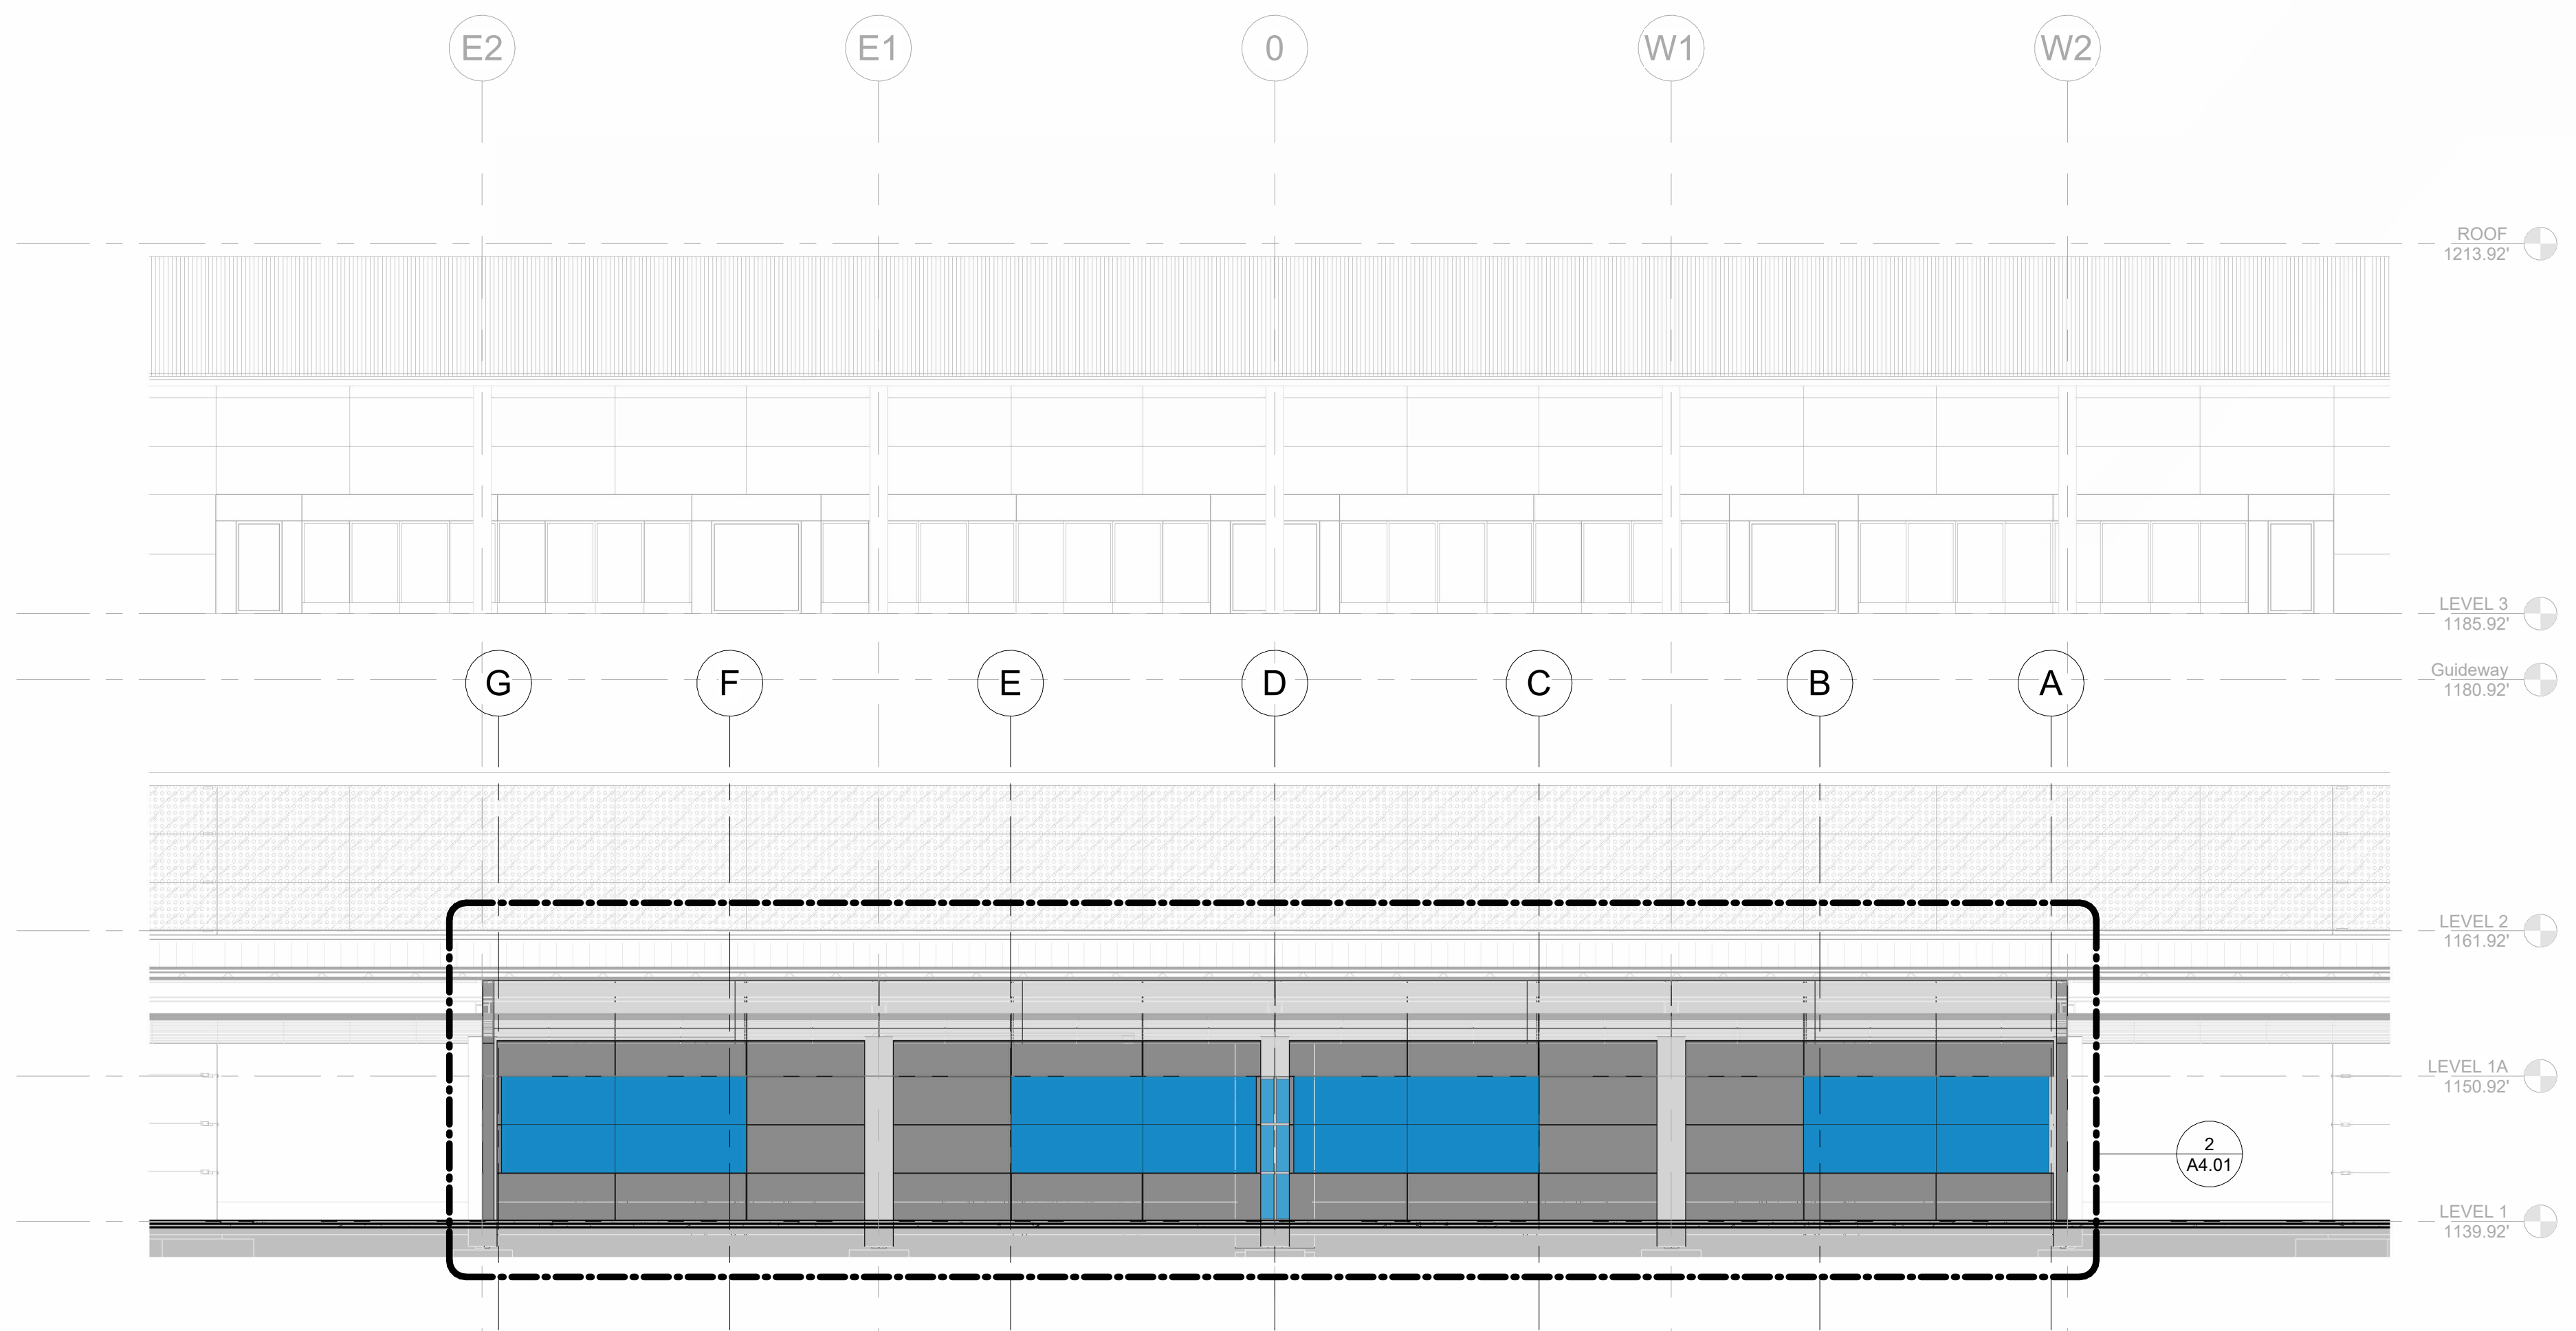 E2
E1
0
W1
W2
ROOF
1213.92'
LEVEL 3
1185.92'
G
F
E
D
C
B
A
Guideway
1180.92'
LEVEL 2
1161.92'
LEVEL 1A
1150.92'
2
A4.01
LEVEL 1
1139.92'